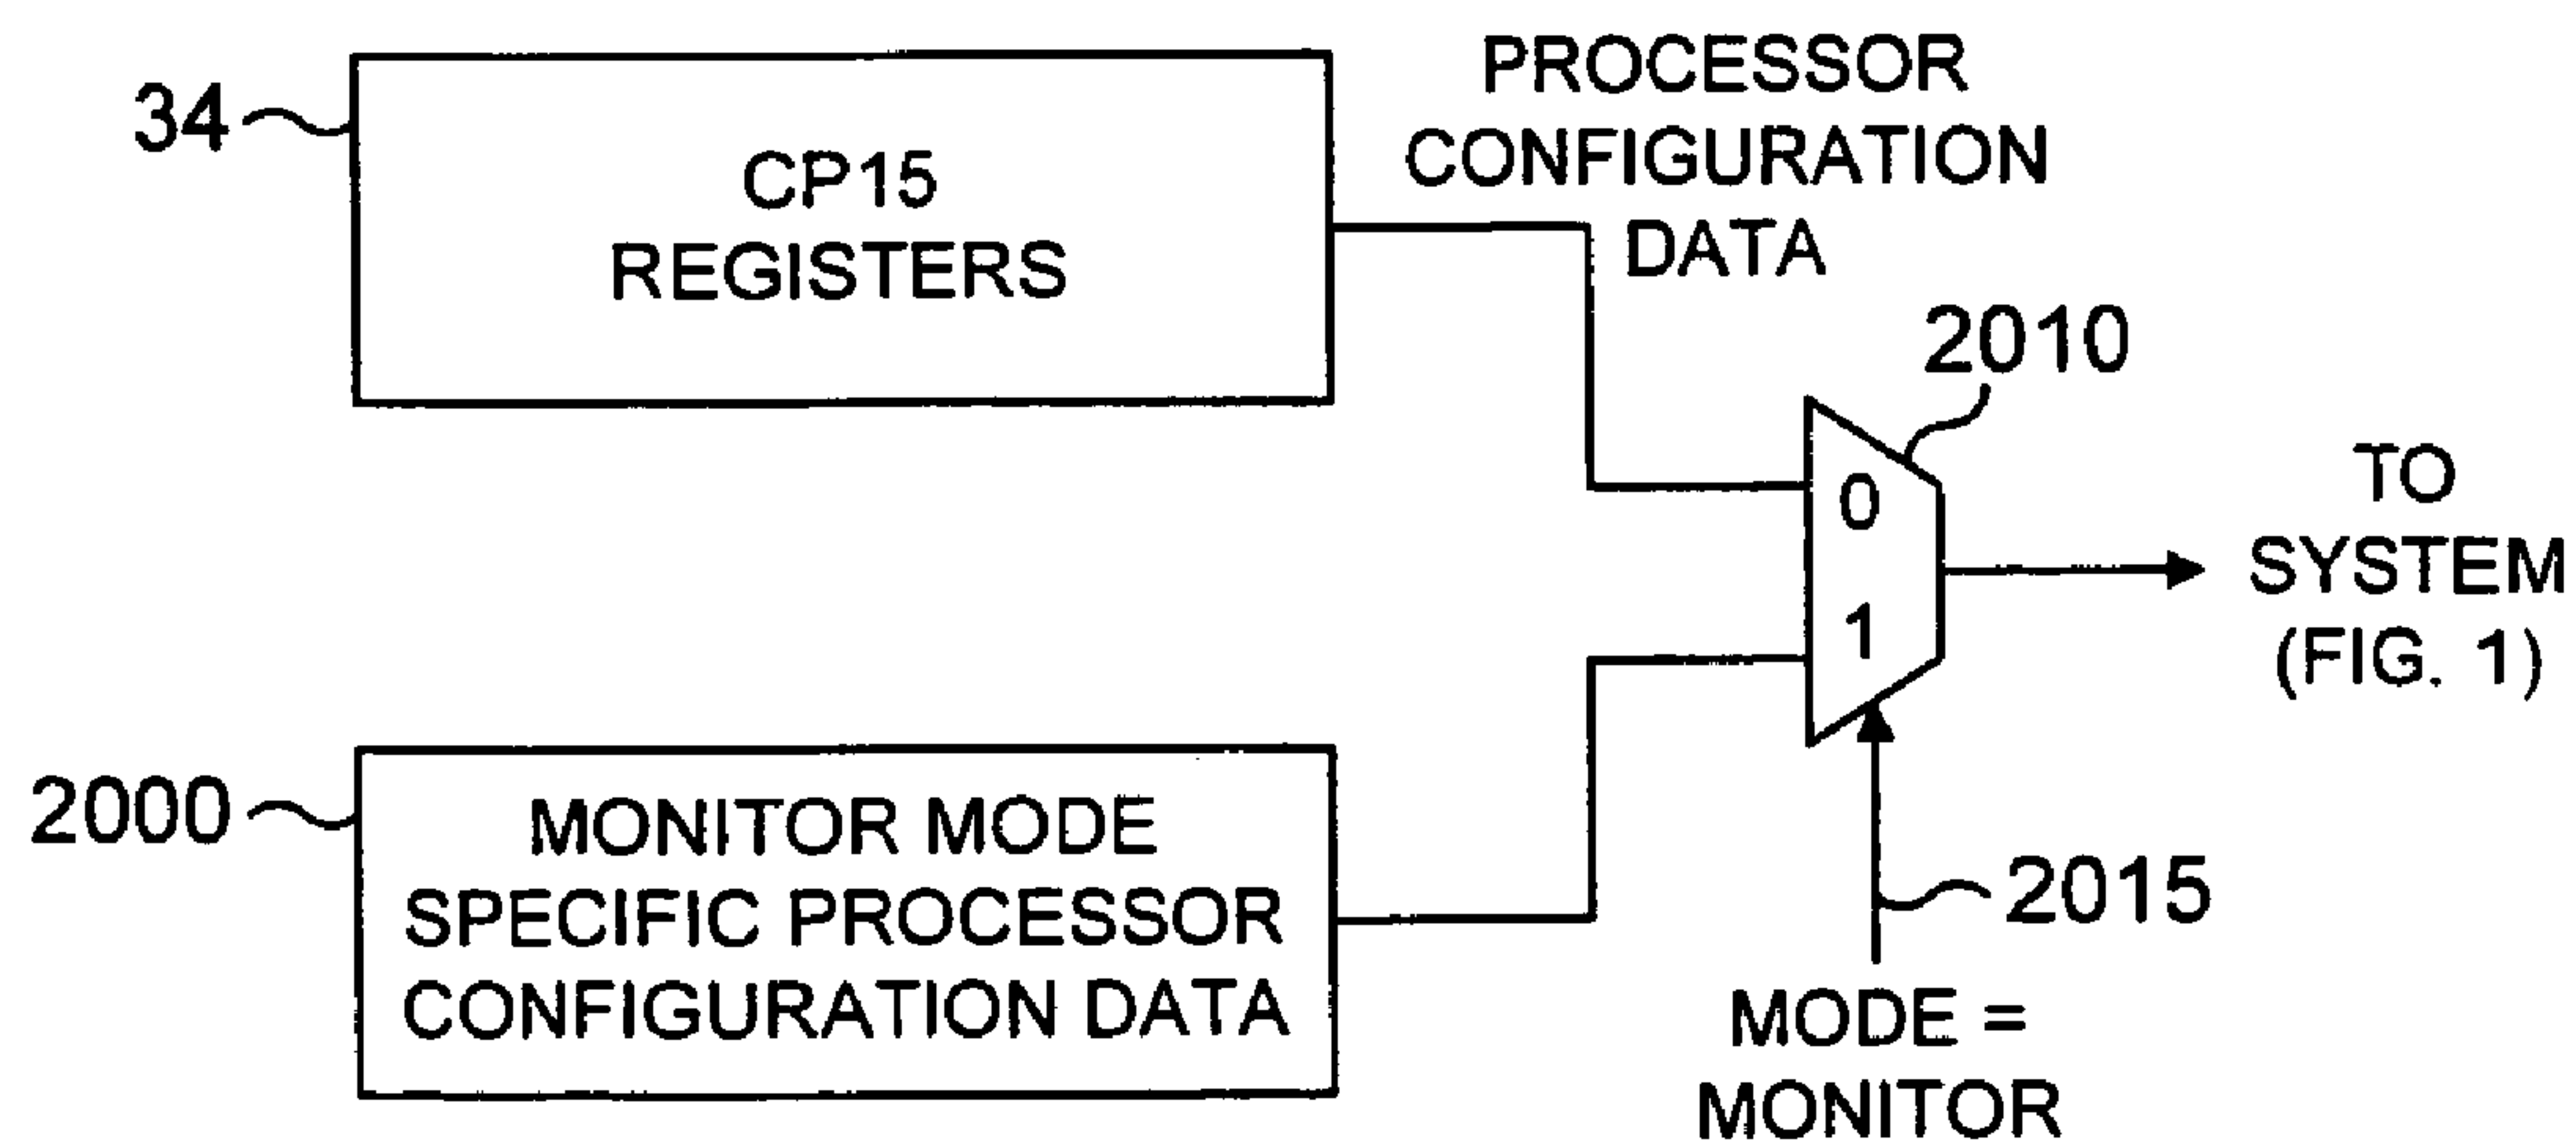 34
CP15
REGISTERS
PROCESSOR
CONFIGURATION
DATA
2010
0
1
TO
SYSTEM
(FIG. 1)
2000
MONITOR MODE
SPECIFIC PROCESSOR
CONFIGURATION DATA
2015
MODE =
MONITOR